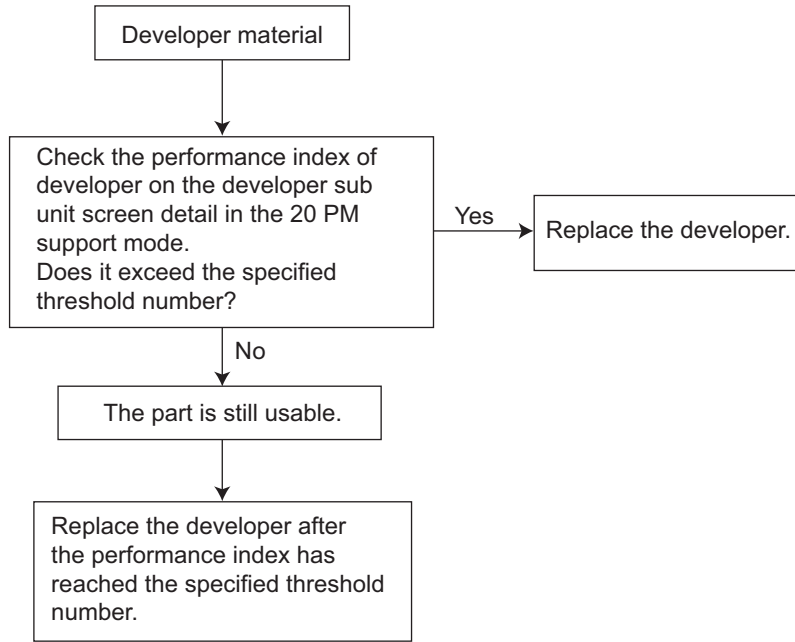 Developer material
Check the performance index of
developer on the developer sub
unit screen detail in the 20 PM
support mode.
Does it exceed the specified
threshold number?
Yes
Replace the developer.
No
The part is still usable.
Replace the developer after
the performance index has
reached the specified threshold
number.